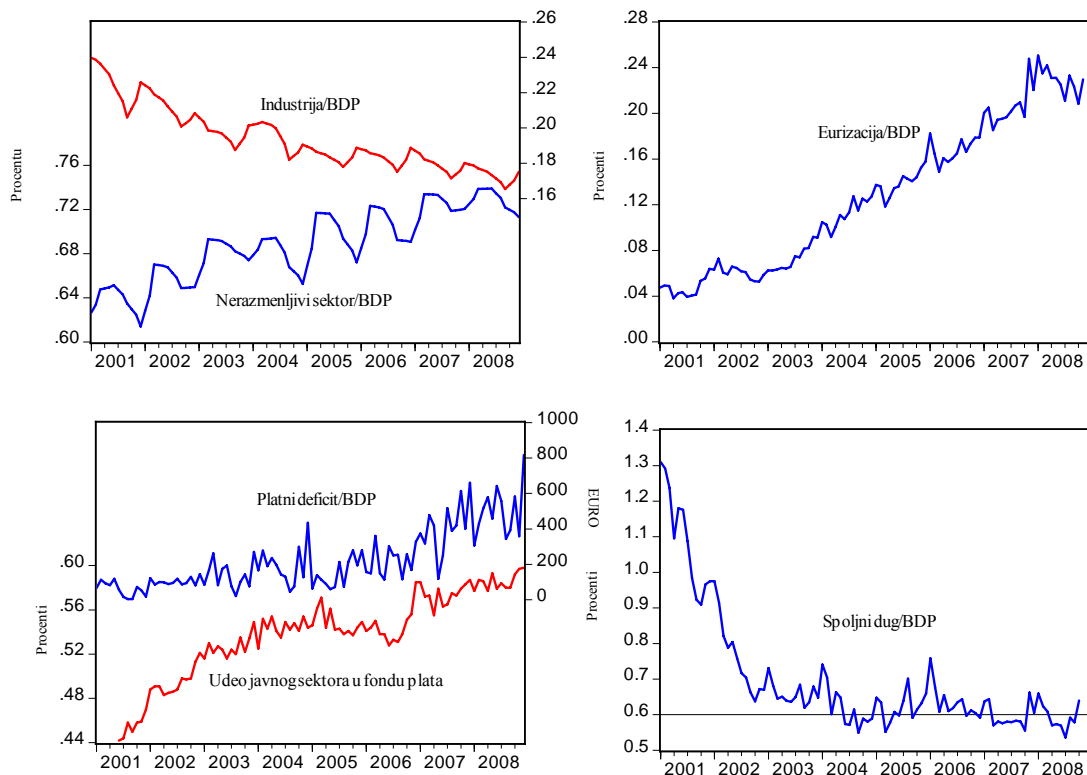 .26
.24
.22
.20
.18
.16
Procentu
.76
.72
.68
.64
.60
Industrija/BDP
Nerazmenljivi sektor/BDP
2001 2002 2003 2004 2005 2006 2007 2008
.28
.24
.20
.16
.12
.08
.04
.00
Procenti
Eurizacija/BDP
2001 2002 2003 2004 2005 2006 2007 2008
1000
800
600
400
200
0
EURO
Procenti
.60
.56
.52
.48
.44
Platni deficit/BDP
Udeo javnog sektora u fondu plata
2001 2002 2003 2004 2005 2006 2007 2008
1.4
1.3
1.2
1.1
1.0
0.9
0.8
0.7
0.6
0.5
Procenti
Spoljni dug/BDP
2001 2002 2003 2004 2005 2006 2007 2008